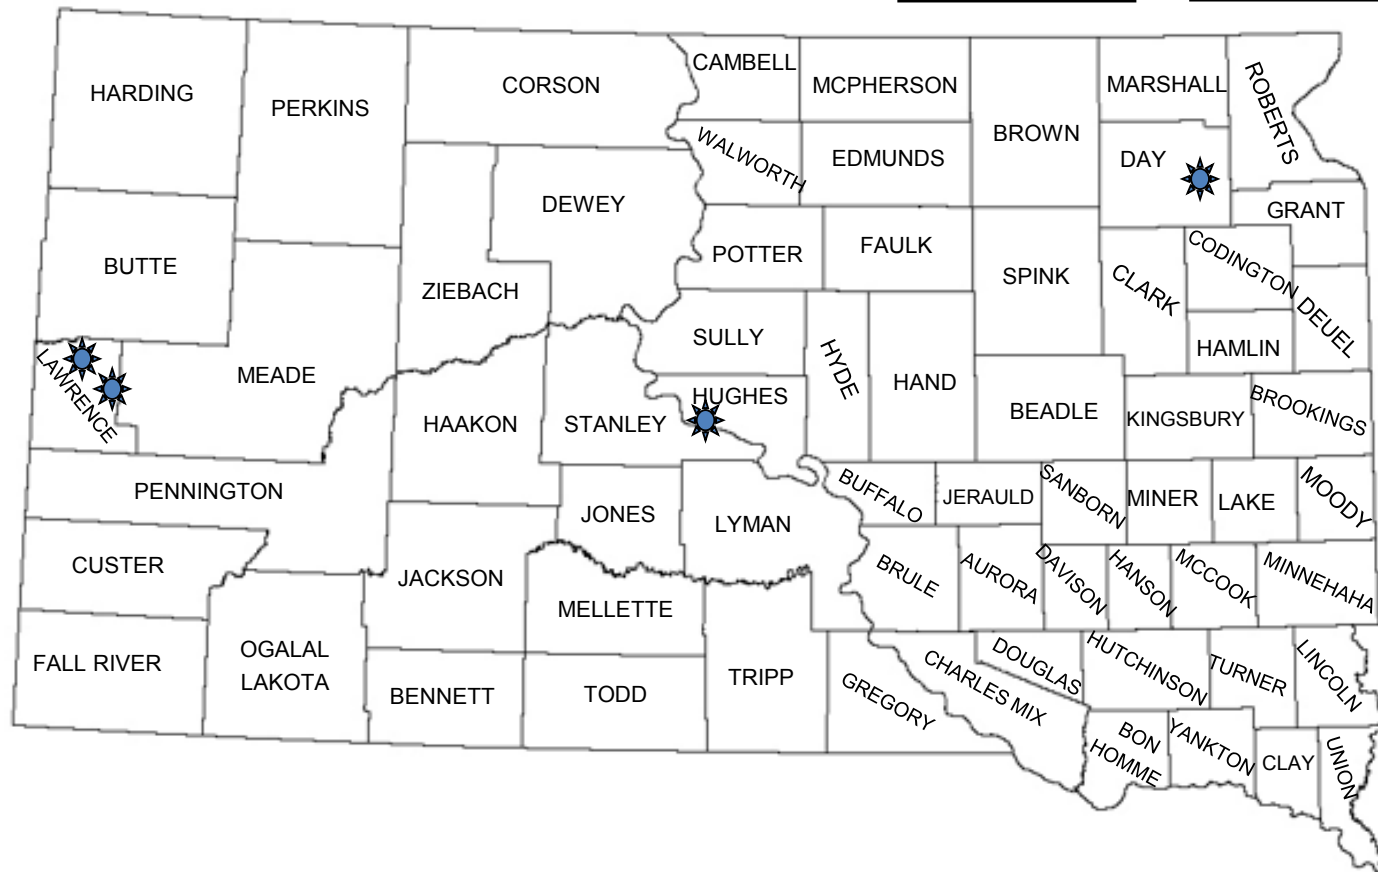 HARDING
PERKINS
CORSON
CAMBELL
MCPHERSON
MARSHALL
ROBERTS
WALWORTH
EDMUNDS
BROWN
DAY
DEWEY
GRANT
BUTTE
ZIEBACH
POTTER
FAULK
SPINK
CLARK
CODINGTON
DEUEL
SULLY
HYDE
HAND
HAMLIN
LAWRENCE
MEADE
HAAKON
STANLEY
HUGHES
BEADLE
KINGSBURY
BROOKINGS
PENNINGTON
JONES
LYMAN
BUFFALO
JERAULD
SANBORN
MINER
LAKE
MOODY
CUSTER
JACKSON
MELLETTE
BRULE
AURORA
DAVISON
HANSON
MCCOOK
MINNEHAHA
FALL RIVER
OGALAL
LAKOTA
BENNETT
TODD
TRIPP
GREGORY
CHARLES MIX
DOUGLAS
HUTCHINSON
TURNER
LINCOLN
BON
HOMME
YANKTON
CLAY
UNION